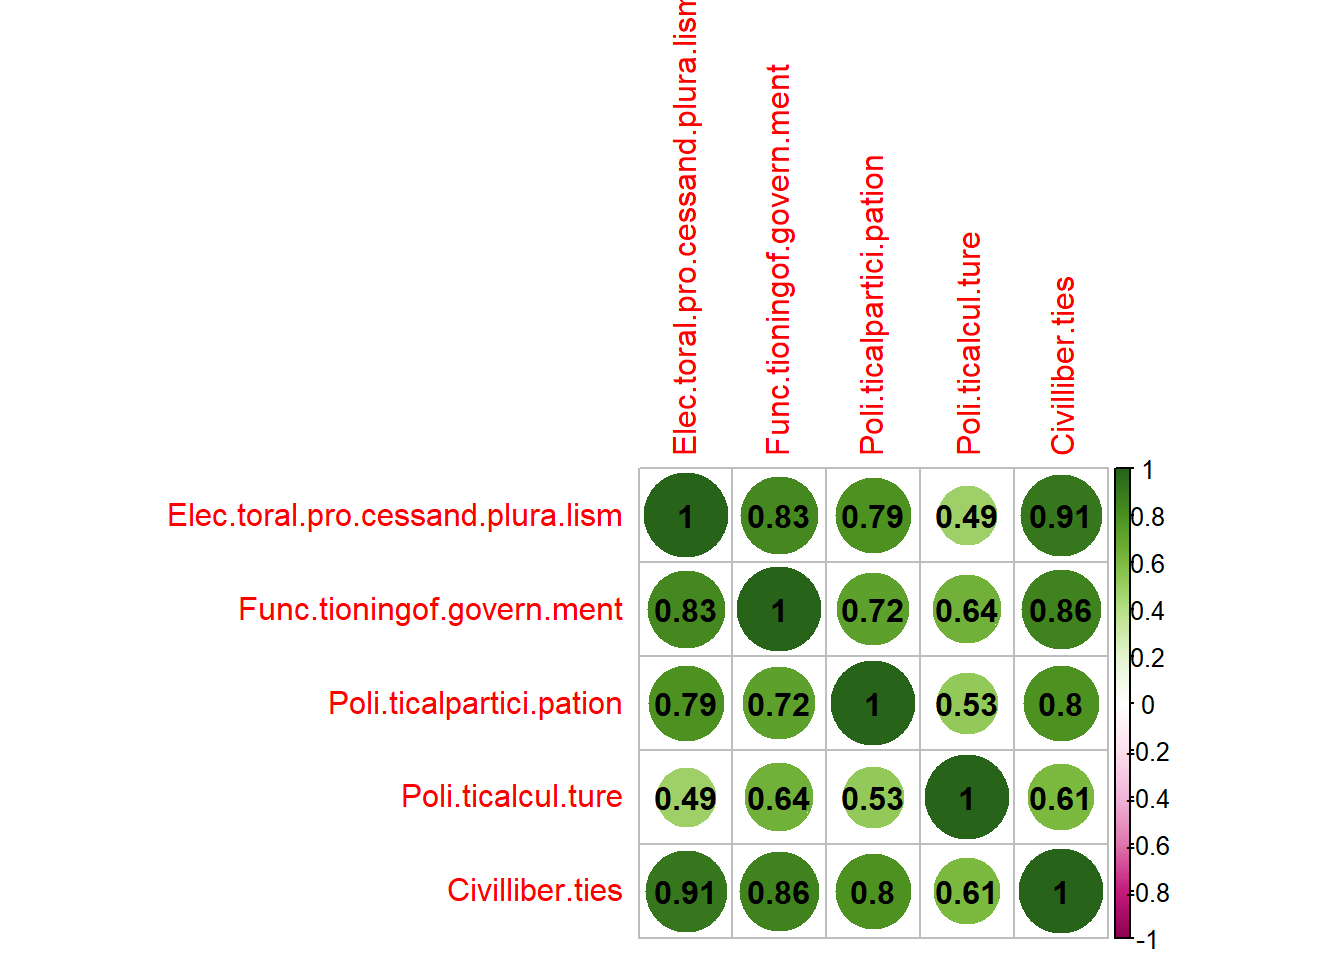 Elec.toral.pro.cessand.plura.lism
Func.tioningof.govern.ment
Poli.ticalpartici.pation
Poli.ticalcul.ture
Civilliber.ties
Elec.toral.pro.cessand.plura.lism 1 0.83 0.79 0.49 0.91
Func.tioningof.govern.ment 0.83 1 0.72 0.64 0.86
Poli.ticalpartici.pation 0.79 0.72 1 0.53 0.8
Poli.ticalcul.ture 0.49 0.64 0.53 1 0.61
Civilliber.ties 0.91 0.86 0.8 0.61 1
1
0.8
0.6
0.4
0.2
0
-0.2
-0.4
-0.6
-0.8
-1